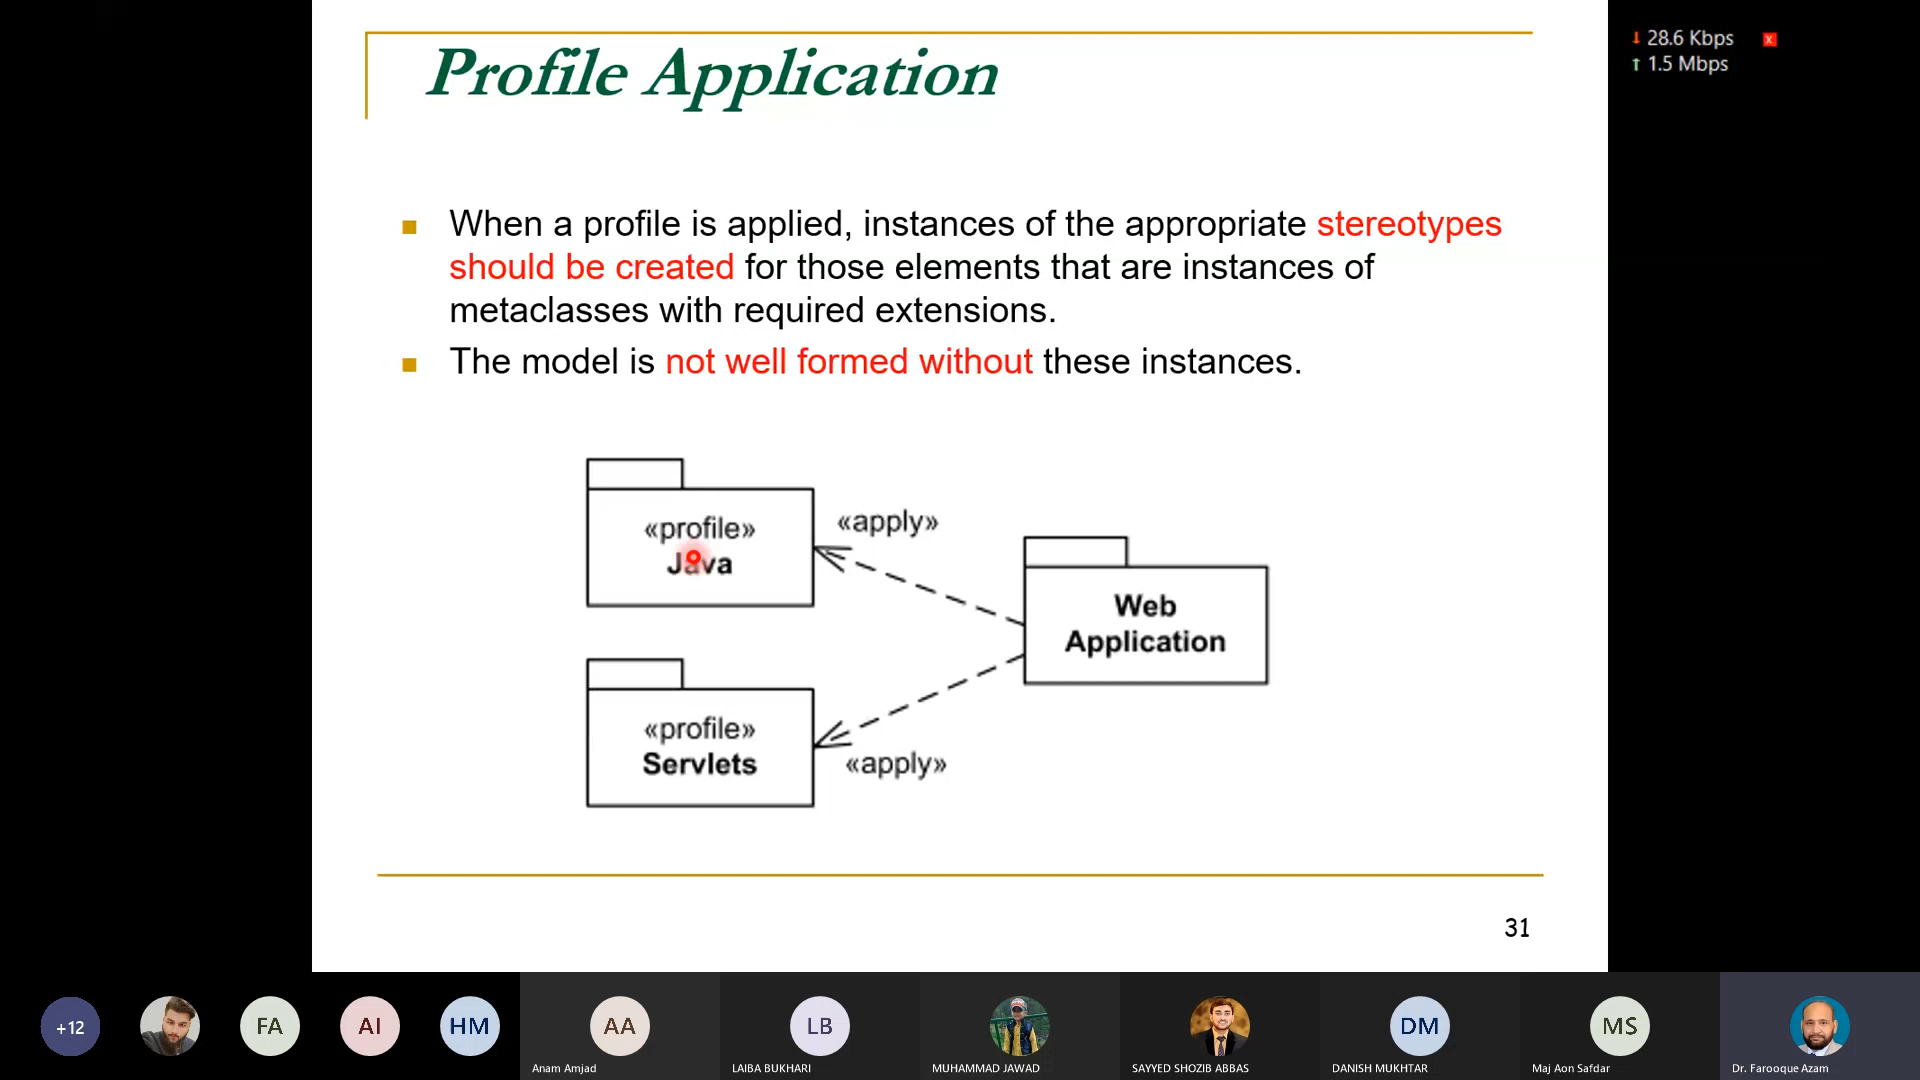 Profile Application
↓ 28.6 Kbps x
↑ 1.5 Mbps
■ When a profile is applied, instances of the appropriate stereotypes
should be created for those elements that are instances of
metaclasses with required extensions.
■ The model is not well formed without these instances.
«profile»
Java
«apply»
Web
Application
«profile»
Servlets
«apply»
31
+12
FA
AI
HM
AA
LB
DM
MS
Anam Amjad
LAIBA BUKHARI
MUHAMMAD JAWAD
SAYYED SHOZIB ABBAS
DANISH MUKHTAR
Maj Aon Safdar
Dr. Farooque Azam